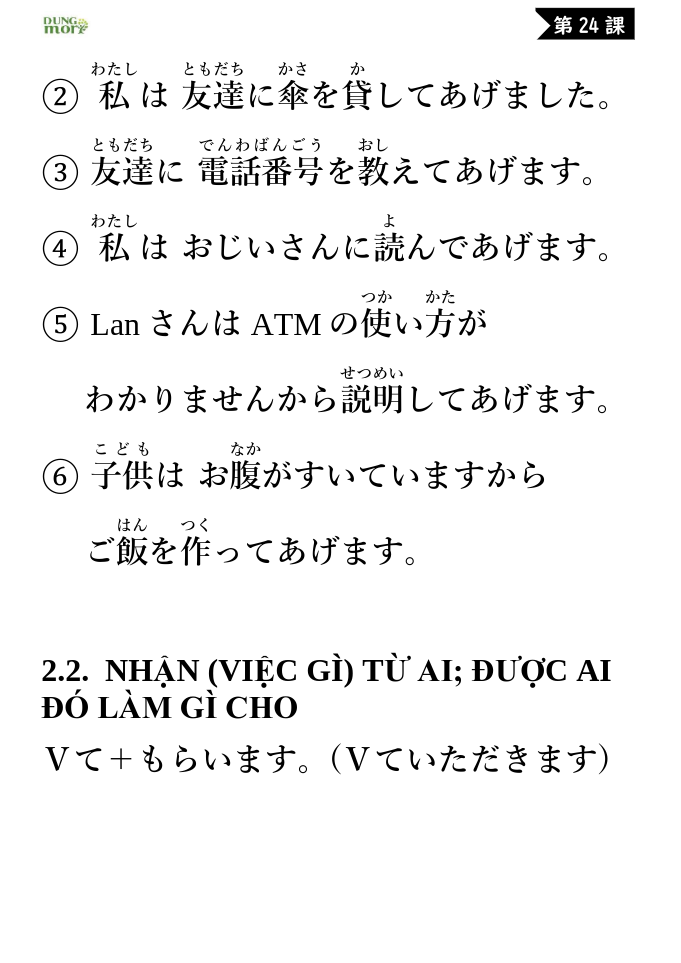 DUNG mori
第 24 課
わたし ともだち かさ か
② 私は 友達に傘を貸してあげました。
ともだち でんわばんごう おし
③ 友達に 電話番号を教えてあげます。
わたし よ
④ 私は おじいさんに読んであげます。
つか かた
⑤ Lan さんは ATM の使い方が
せつめい
わかりませんから説明してあげます。
こども なか
⑥ 子供は お腹がすいていますから
はん つく
ご飯を作ってあげます。
2.2. NHẬN (VIỆC GÌ) TỪ AI; ĐƯỢC AI
ĐÓ LÀM GÌ CHO
Ｖて＋もらいます。（Ｖていただきます）